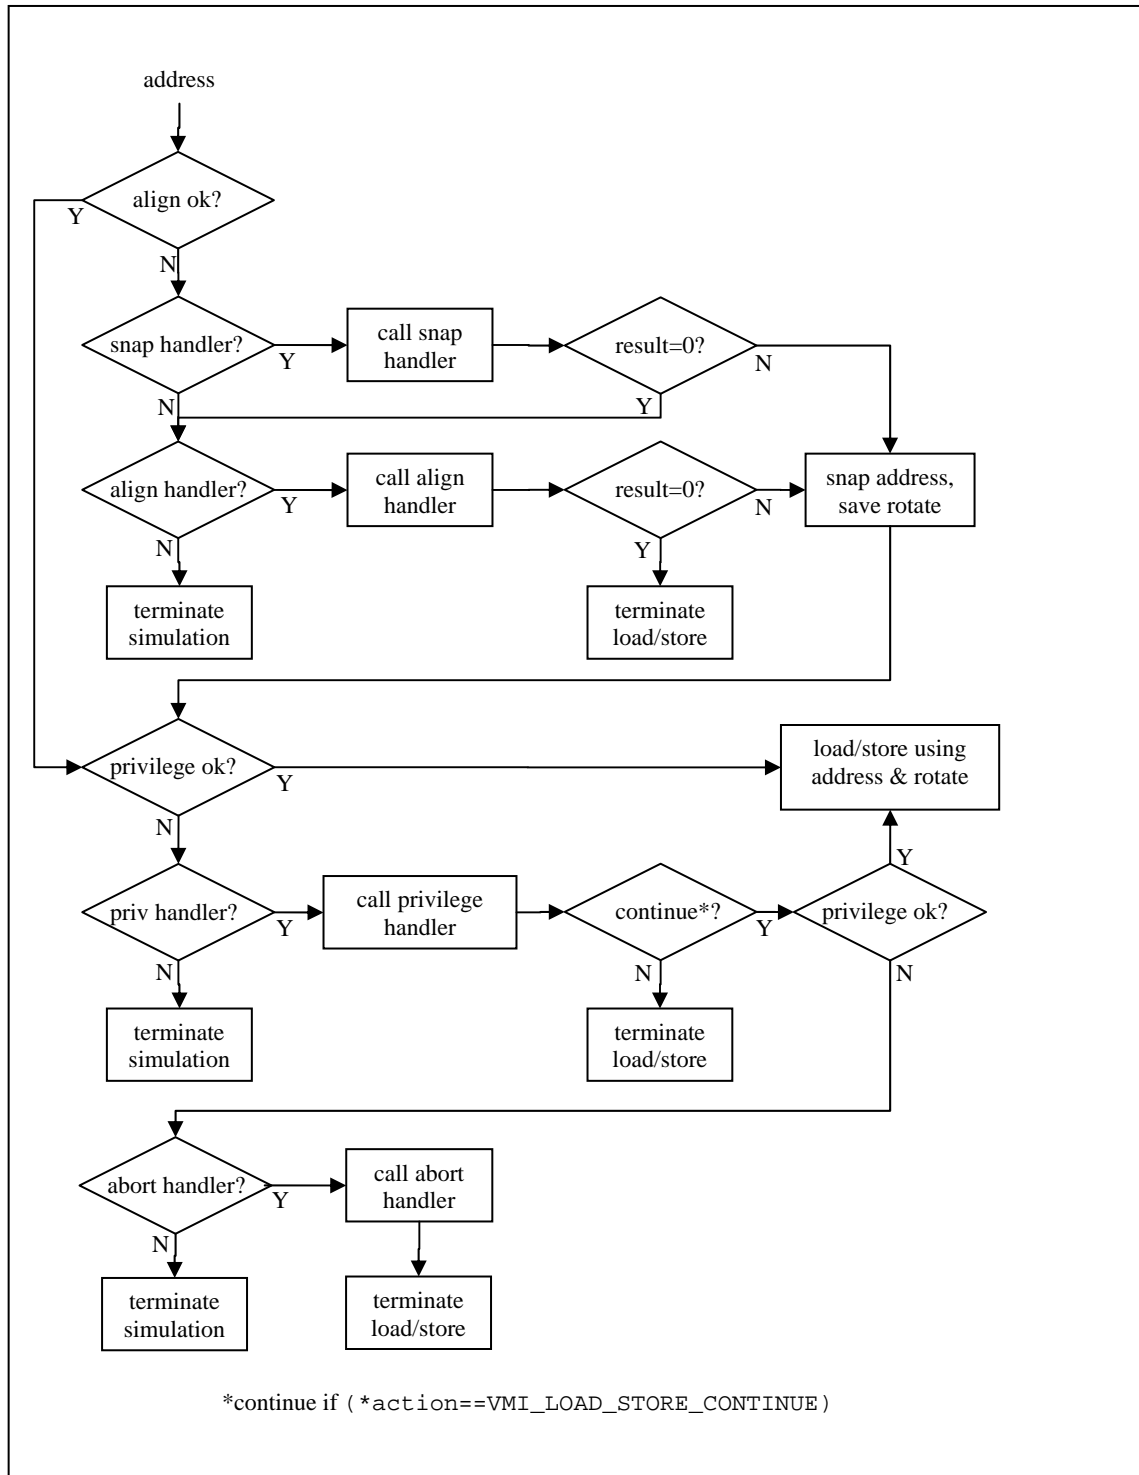 address
align ok?
Y
N
snap handler?
Y
call snap
handler
result=0?
N
N
Y
align handler?
Y
call align
handler
result=0?
N
snap address,
save rotate
N
Y
terminate
simulation
terminate
load/store
privilege ok?
Y
load/store using
address & rotate
N
Y
priv handler?
Y
call privilege
handler
continue*?
Y
privilege ok?
N
N
N
terminate
simulation
terminate
load/store
abort handler?
Y
call abort
handler
N
terminate
simulation
terminate
load/store
*continue if (*action==VMI_LOAD_STORE_CONTINUE)